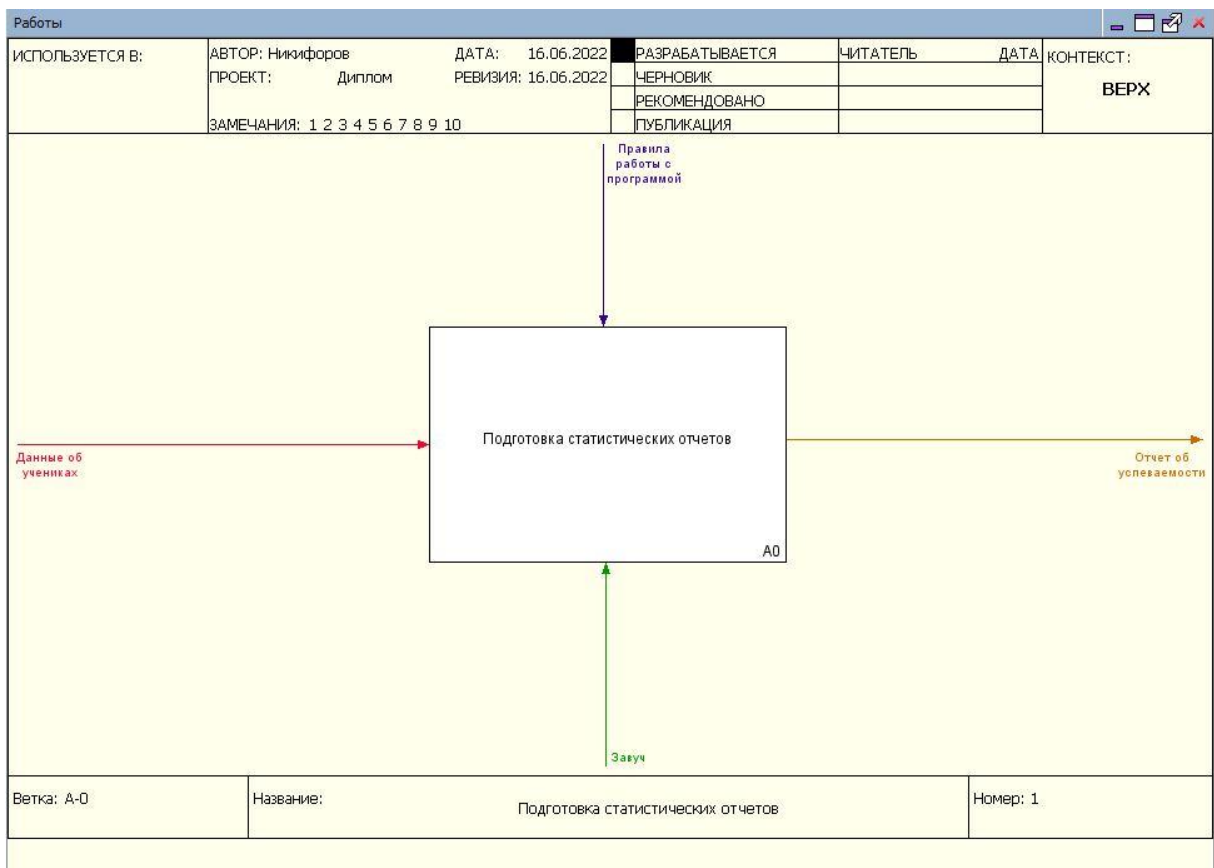 Работы
ИСПОЛЬЗУЕТСЯ В:
АВТОР: Никифоров ДАТА: 16.06.2022
ПРОЕКТ: Диплом РЕВИЗИЯ: 16.06.2022
ЗАМЕЧАНИЯ: 1 2 3 4 5 6 7 8 9 10
РАЗРАБАТЫВАЕТСЯ
ЧЕРНОВИК
РЕКОМЕНДОВАНО
ПУБЛИКАЦИЯ
ЧИТАТЕЛЬ ДАТА
КОНТЕКСТ:
ВЕРХ
Правила
работы с
программой
Данные об
учениках
Подготовка статистических отчетов
A0
Отчет об
успеваемости
Завуч
Ветка: A-0
Название:
Подготовка статистических отчетов
Номер: 1